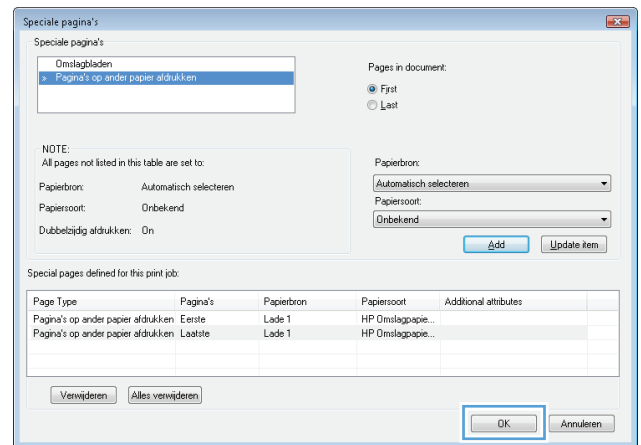 Speciale pagina's
Speciale pagina's
Omslagbladen
» Pagina's op ander papier afdrukken
Pages in document:
First
Last
NOTE:
All pages not listed in this table are set to:
Papierbron: Automatisch selecteren
Papiersoort: Onbekend
Dubbelzijdig afdrukken: On
Papierbron:
Automatisch selecteren
Papiersoort:
Onbekend
Add Update item
Special pages defined for this print job:
Page Type Pagina's Papierbron Papiersoort Additional attributes
Pagina's op ander papier afdrukken Eerste Lade 1 HP Omslagpapie...
Pagina's op ander papier afdrukken Laatste Lade 1 HP Omslagpapie...
Verwijderen Alles verwijderen
OK Annuleren